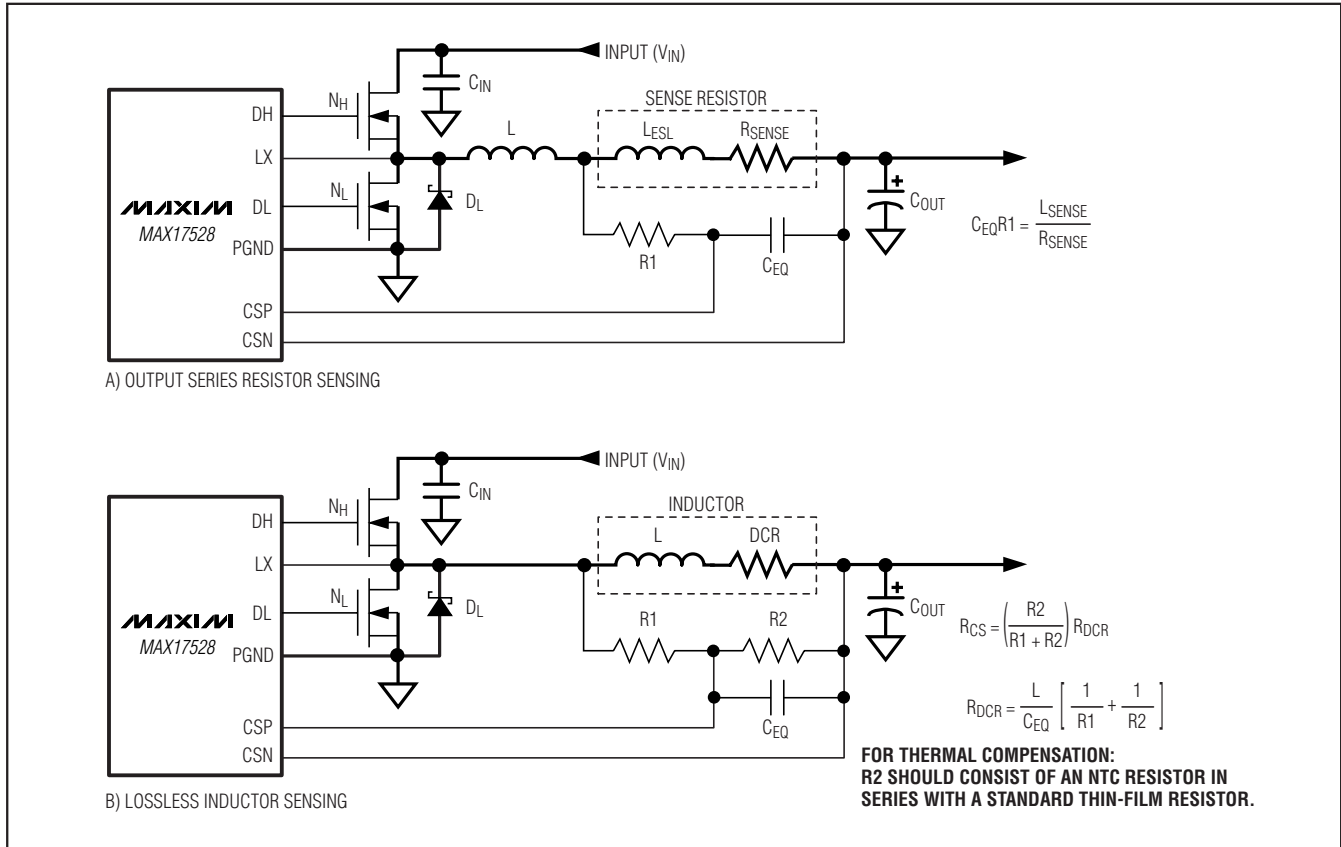 INPUT (VIN)
CIN
NH
DH
SENSE RESISTOR
L
LESL
RSENSE
LX
NL
DL
DL
MAXIM
MAX17528
PGND
COUT
+
CEQR1 = LSENSE / RSENSE
R1
CEQ
CSP
CSN
A) OUTPUT SERIES RESISTOR SENSING
INPUT (VIN)
CIN
NH
DH
INDUCTOR
L
DCR
LX
NL
DL
DL
MAXIM
MAX17528
PGND
R1
R2
COUT
+
RCS = (R2 / R1 + R2) RDCR
RDCR = L / CEQ [ 1 / R1 + 1 / R2 ]
CEQ
CSP
CSN
FOR THERMAL COMPENSATION:
R2 SHOULD CONSIST OF AN NTC RESISTOR IN
SERIES WITH A STANDARD THIN-FILM RESISTOR.
B) LOSSLESS INDUCTOR SENSING